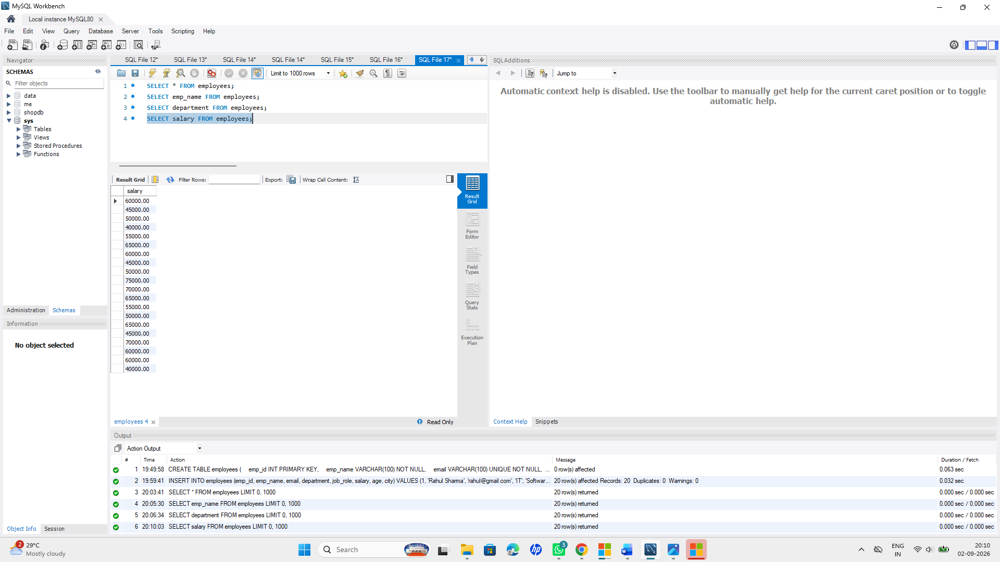 MySQL Workbench
Local instance MySQL80
File Edit View Query Database Server Tools Scripting Help
Navigator
SCHEMAS
Filter objects
data
me
shopdb
sys
Tables
Views
Stored Procedures
Functions
Administration Schemas
Information
No object selected
Object Info Session
SQL File 12* SQL File 13* SQL File 14* SQL File 14* SQL File 15* SQL File 16* SQL File 17*
Limit to 1000 rows
1 SELECT * FROM employees;
2 SELECT emp_name FROM employees;
3 SELECT department FROM employees;
4 SELECT salary FROM employees;
Result Grid Filter Rows: Export: Wrap Cell Content:
salary
60000.00
45000.00
50000.00
40000.00
55000.00
65000.00
60000.00
45000.00
50000.00
75000.00
70000.00
65000.00
55000.00
50000.00
65000.00
45000.00
70000.00
60000.00
60000.00
40000.00
Result
Grid
Form
Editor
Field
Types
Query
Stats
Execution
Plan
employees 4 Read Only
SQLAdditions
Jump to
Automatic context help is disabled. Use the toolbar to manually get help for the current caret position or to toggle
automatic help.
Context Help Snippets
Output
Action Output
# Time Action Message Duration / Fetch
1 19:49:58 CREATE TABLE employees ( emp_id INT PRIMARY KEY, emp_name VARCHAR(100) NOT NULL, email VARCHAR(100) UNIQUE NOT NULL, ... 0 row(s) affected 0.063 sec
2 19:59:41 INSERT INTO employees (emp_id, emp_name, email, department, job_role, salary, age, city) VALUES (1, 'Rahul Sharma', 'rahul@gmail.com', 'IT', 'Softwar... 20 row(s) affected Records: 20 Duplicates: 0 Warnings: 0 0.032 sec
3 20:03:41 SELECT * FROM employees LIMIT 0, 1000 20 row(s) returned 0.000 sec / 0.000 sec
4 20:05:30 SELECT emp_name FROM employees LIMIT 0, 1000 20 row(s) returned 0.000 sec / 0.000 sec
5 20:06:34 SELECT department FROM employees LIMIT 0, 1000 20 row(s) returned 0.000 sec / 0.000 sec
6 20:10:03 SELECT salary FROM employees LIMIT 0, 1000 20 row(s) returned 0.000 sec / 0.000 sec
2
29°C
Mostly cloudy
Search
hp
3
ENG
IN
20:10
02-09-2026